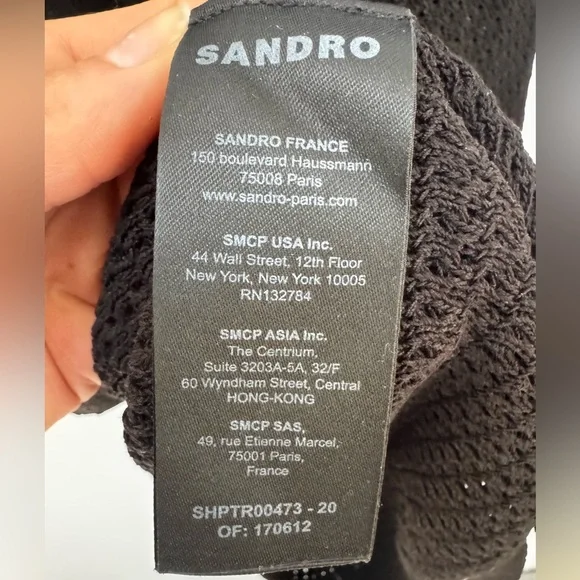 SANDRO
SANDRO FRANCE
150 boulevard Haussmann
75008 Paris
www.sandro-paris.com
SMCP USA Inc.
44 Wall Street, 12th Floor
New York, New York 10005
RN132784
SMCP ASIA Inc.
The Centrium,
Suite 3203A-5A, 32/F
60 Wyndham Street, Central
HONG-KONG
SMCP SAS,
49, rue Etienne Marcel,
75001 Paris,
France
SHPTR00473 - 20
OF: 170612